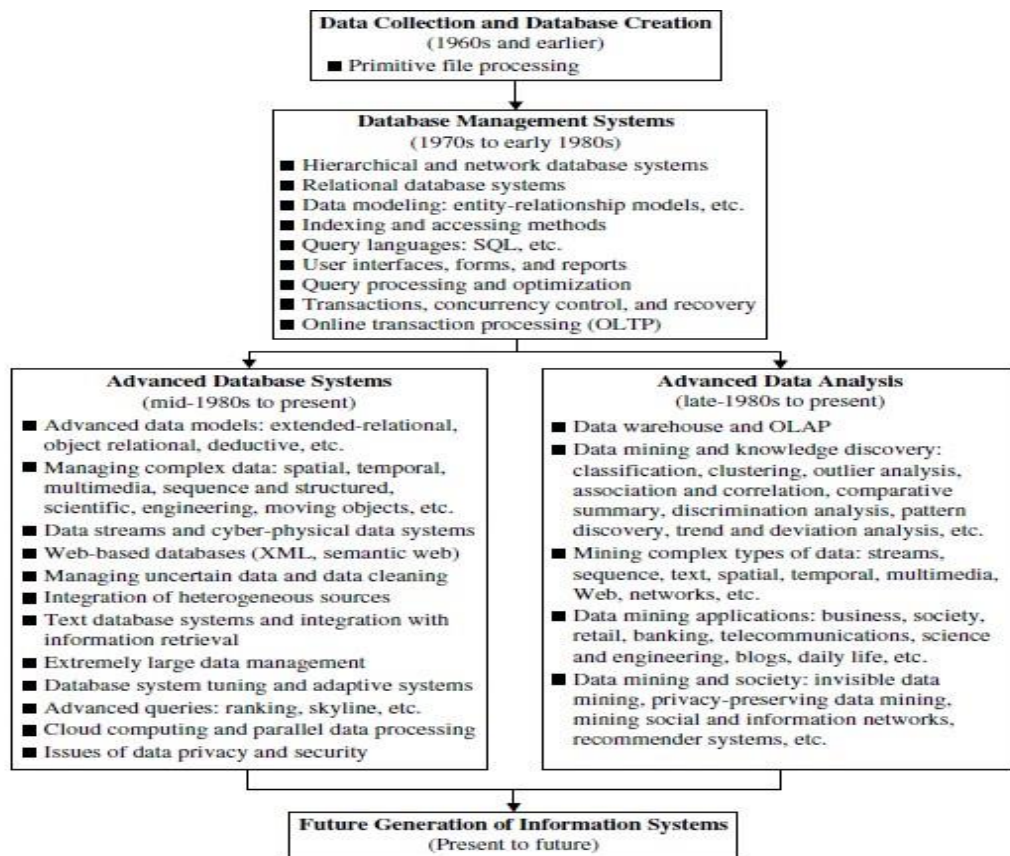 Data Collection and Database Creation
(1960s and earlier)
■ Primitive file processing
Database Management Systems
(1970s to early 1980s)
■ Hierarchical and network database systems
■ Relational database systems
■ Data modeling: entity-relationship models, etc.
■ Indexing and accessing methods
■ Query languages: SQL, etc.
■ User interfaces, forms, and reports
■ Query processing and optimization
■ Transactions, concurrency control, and recovery
■ Online transaction processing (OLTP)
Advanced Database Systems
(mid-1980s to present)
■ Advanced data models: extended-relational,
object relational, deductive, etc.
■ Managing complex data: spatial, temporal,
multimedia, sequence and structured,
scientific, engineering, moving objects, etc.
■ Data streams and cyber-physical data systems
■ Web-based databases (XML, semantic web)
■ Managing uncertain data and data cleaning
■ Integration of heterogeneous sources
■ Text database systems and integration with
information retrieval
■ Extremely large data management
■ Database system tuning and adaptive systems
■ Advanced queries: ranking, skyline, etc.
■ Cloud computing and parallel data processing
■ Issues of data privacy and security
Advanced Data Analysis
(late-1980s to present)
■ Data warehouse and OLAP
■ Data mining and knowledge discovery:
classification, clustering, outlier analysis,
association and correlation, comparative
summary, discrimination analysis, pattern
discovery, trend and deviation analysis, etc.
■ Mining complex types of data: streams,
sequence, text, spatial, temporal, multimedia,
Web, networks, etc.
■ Data mining applications: business, society,
retail, banking, telecommunications, science
and engineering, blogs, daily life, etc.
■ Data mining and society: invisible data
mining, privacy-preserving data mining,
mining social and information networks,
recommender systems, etc.
Future Generation of Information Systems
(Present to future)